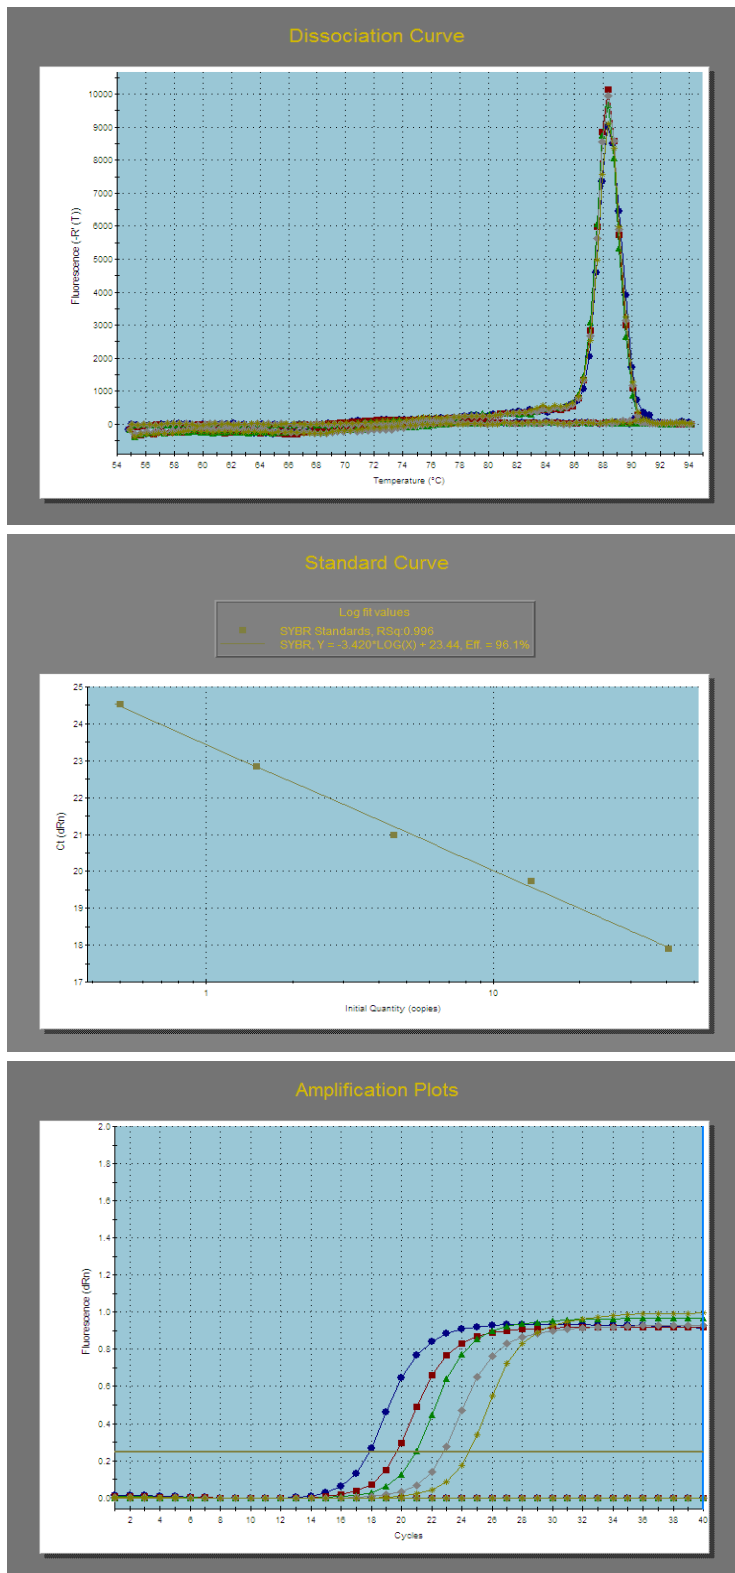 Dissociation Curve
10000
9000
8000
7000
6000
5000
4000
3000
2000
1000
0
Fluorescence (-R' (T))
54 56 58 60 62 64 66 68 70 72 74 76 78 80 82 84 86 88 90 92 94
Temperature (°C)
Standard Curve
Log fit values
SYBR Standards, RSq:0.996
SYBR, Y = -3.420*LOG(X) + 23.44, Eff. = 96.1%
25
24
23
22
21
20
19
18
17
Ct (dRn)
1 10
Initial Quantity (copies)
Amplification Plots
2.0
1.8
1.6
1.4
1.2
1.0
0.8
0.6
0.4
0.2
0.0
Fluorescence (dRn)
2 4 6 8 10 12 14 16 18 20 22 24 26 28 30 32 34 36 38 40
Cycles